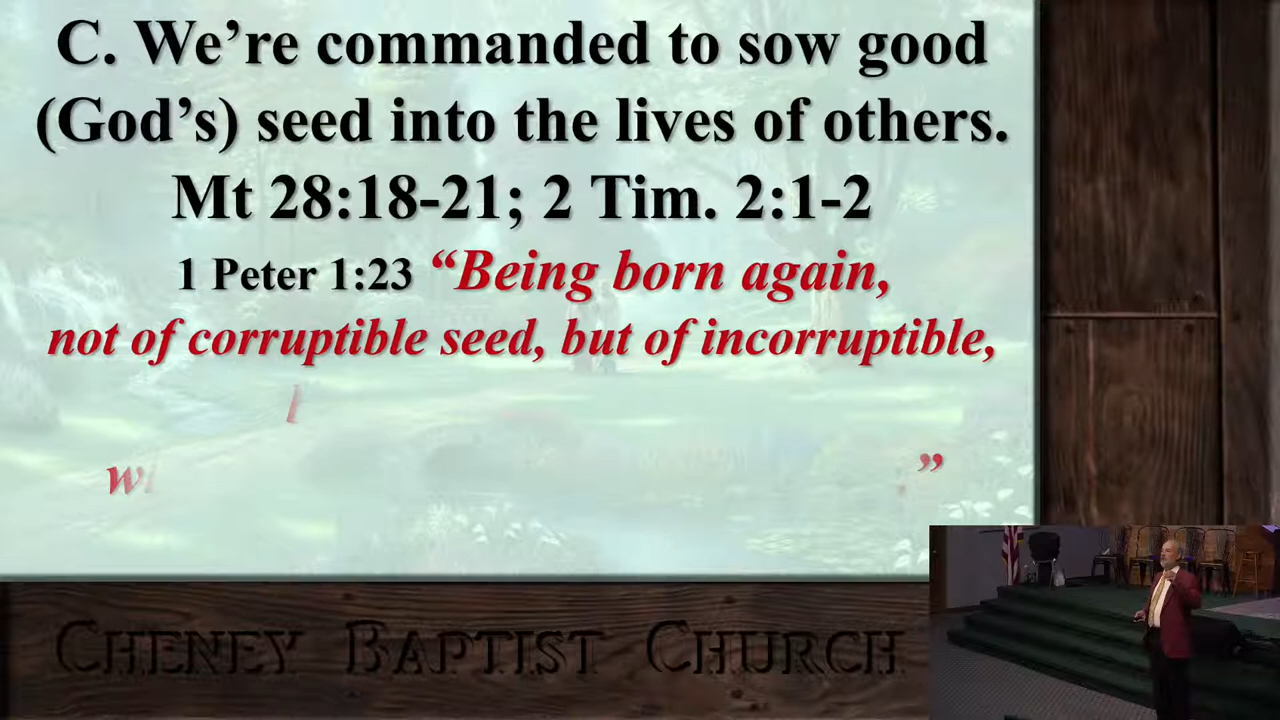 C. We’re commanded to sow good
(God’s) seed into the lives of others.
Mt 28:18-21; 2 Tim. 2:1-2
1 Peter 1:23 “Being born again,
not of corruptible seed, but of incorruptible,
.”
CHENEY BAPTIST CHURCH